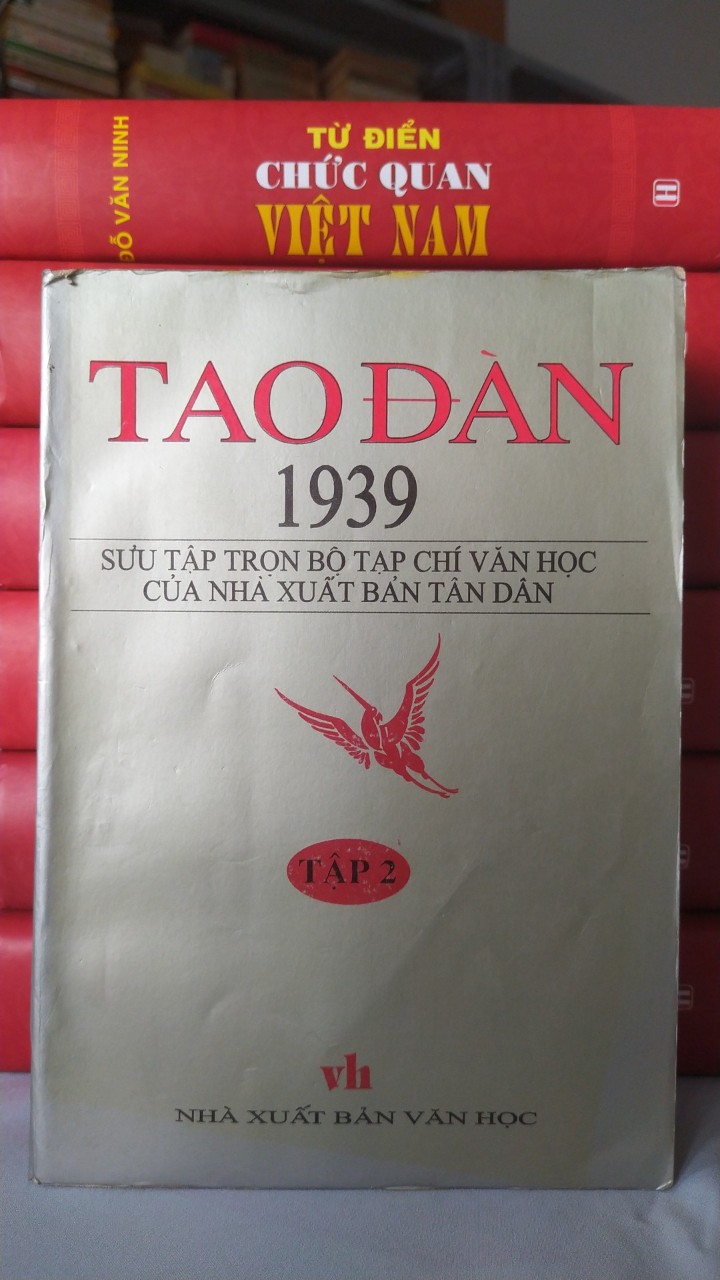 ĐỖ VĂN NINH
TỪ ĐIỂN
CHỨC QUAN
VIỆT NAM
H
TAO ĐÀN
1939
SƯU TẬP TRỌN BỘ TẠP CHÍ VĂN HỌC
CỦA NHÀ XUẤT BẢN TÂN DÂN
TẬP 2
vh
NHÀ XUẤT BẢN VĂN HỌC